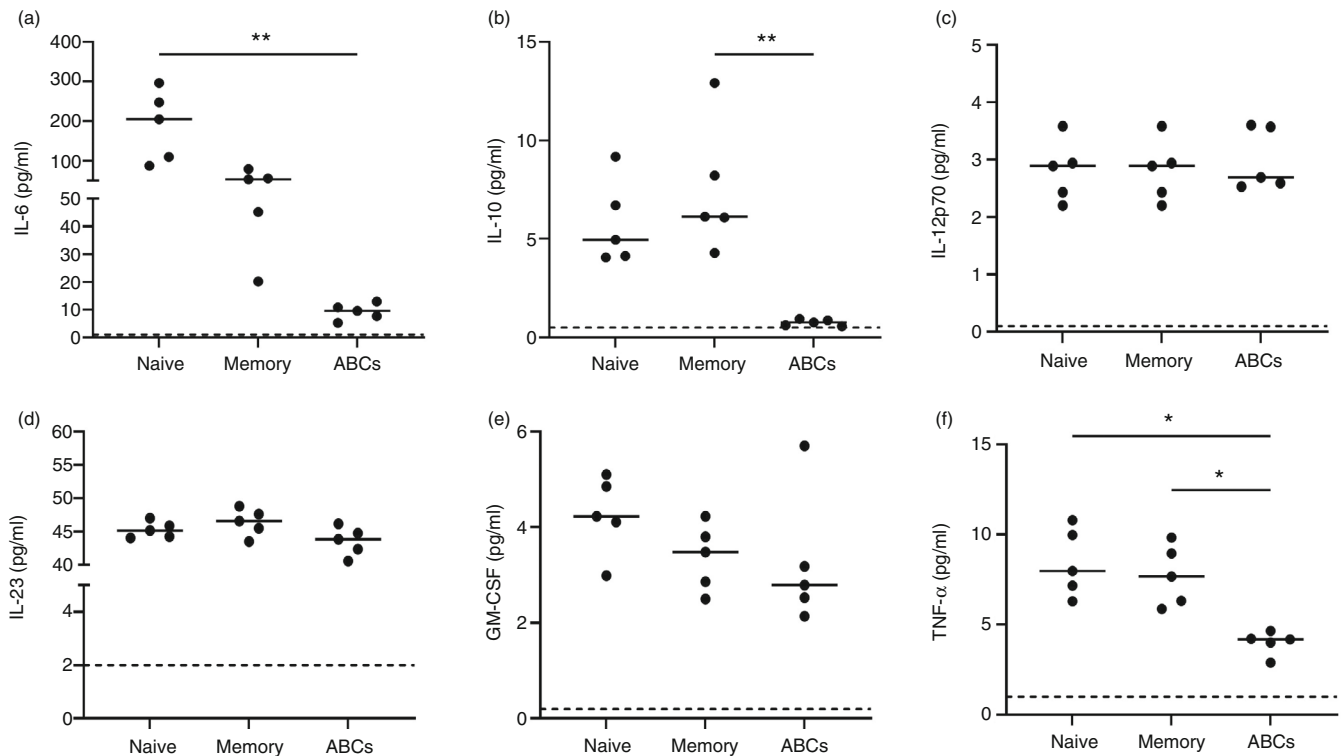 (a)
IL-6 (pg/ml)
400
300
200
100
50
40
30
20
10
0
**
Naive Memory ABCs
(b)
IL-10 (pg/ml)
15
10
5
0
**
Naive Memory ABCs
(c)
IL-12p70 (pg/ml)
5
4
3
2
1
0
Naive Memory ABCs
(d)
IL-23 (pg/ml)
60
55
50
45
40
4
2
0
Naive Memory ABCs
(e)
GM-CSF (pg/ml)
6
4
2
0
Naive Memory ABCs
(f)
TNF-α (pg/ml)
15
10
5
0
*
*
Naive Memory ABCs